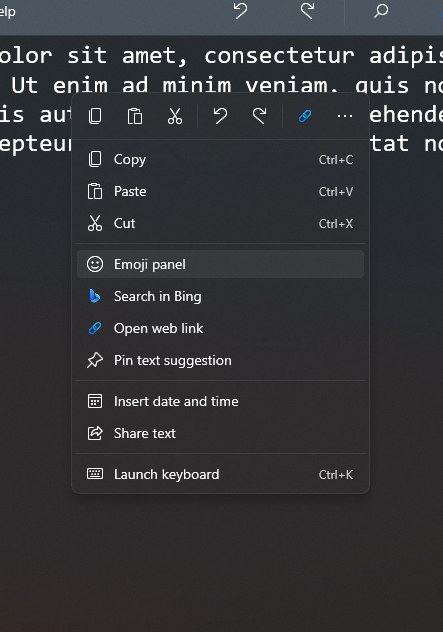 elp
olor sit amet, consectetur adipis
Ut enim ad minim veniam, quis no
is aut ehende
epteur tat no
Copy Ctrl+C
Paste Ctrl+V
Cut Ctrl+X
Emoji panel
Search in Bing
Open web link
Pin text suggestion
Insert date and time
Share text
Launch keyboard Ctrl+K